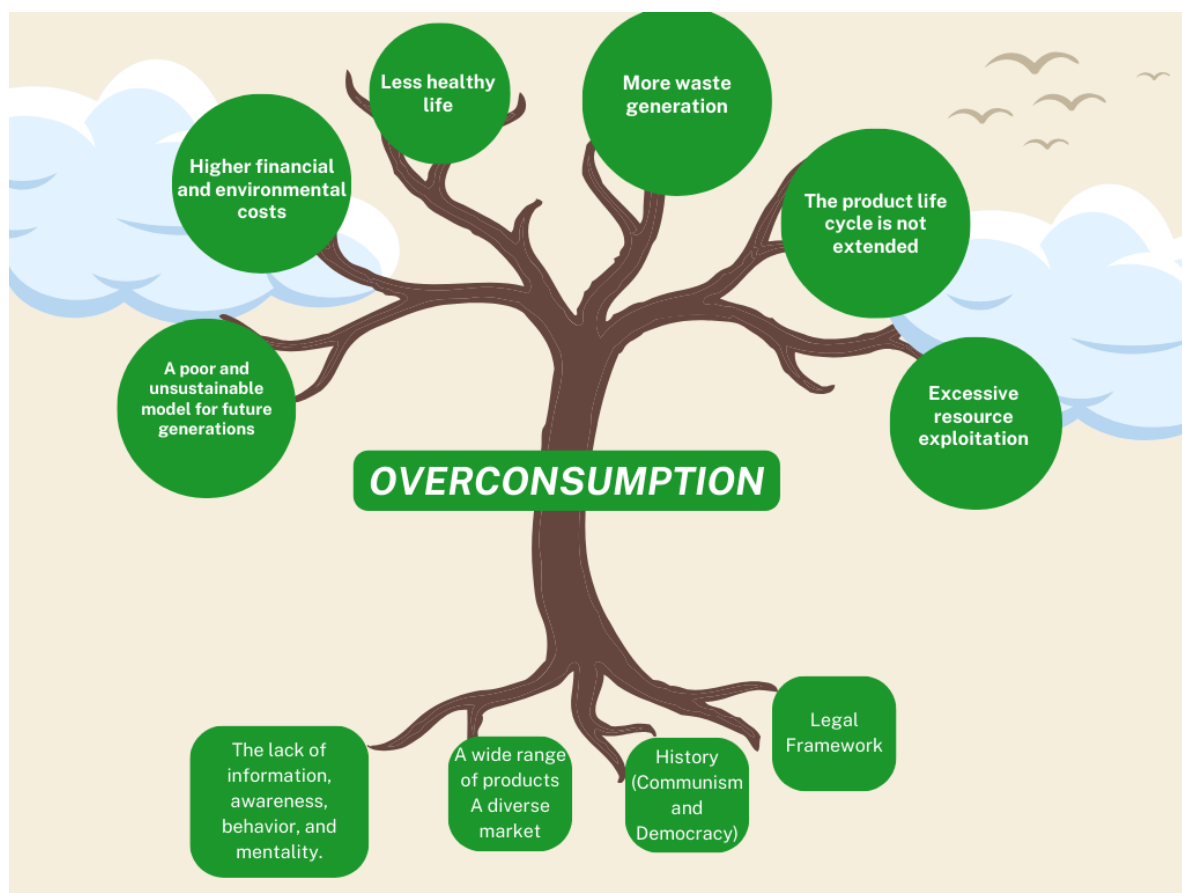 Less healthy
life
More waste
generation
Higher financial
and environmental
costs
The product life
cycle is not
extended
A poor and
unsustainable
model for future
generations
Excessive
resource
exploitation
OVERCONSUMPTION
The lack of
information,
awareness,
behavior, and
mentality.
A wide range
of products
A diverse
market
History
(Communism
and
Democracy)
Legal
Framework